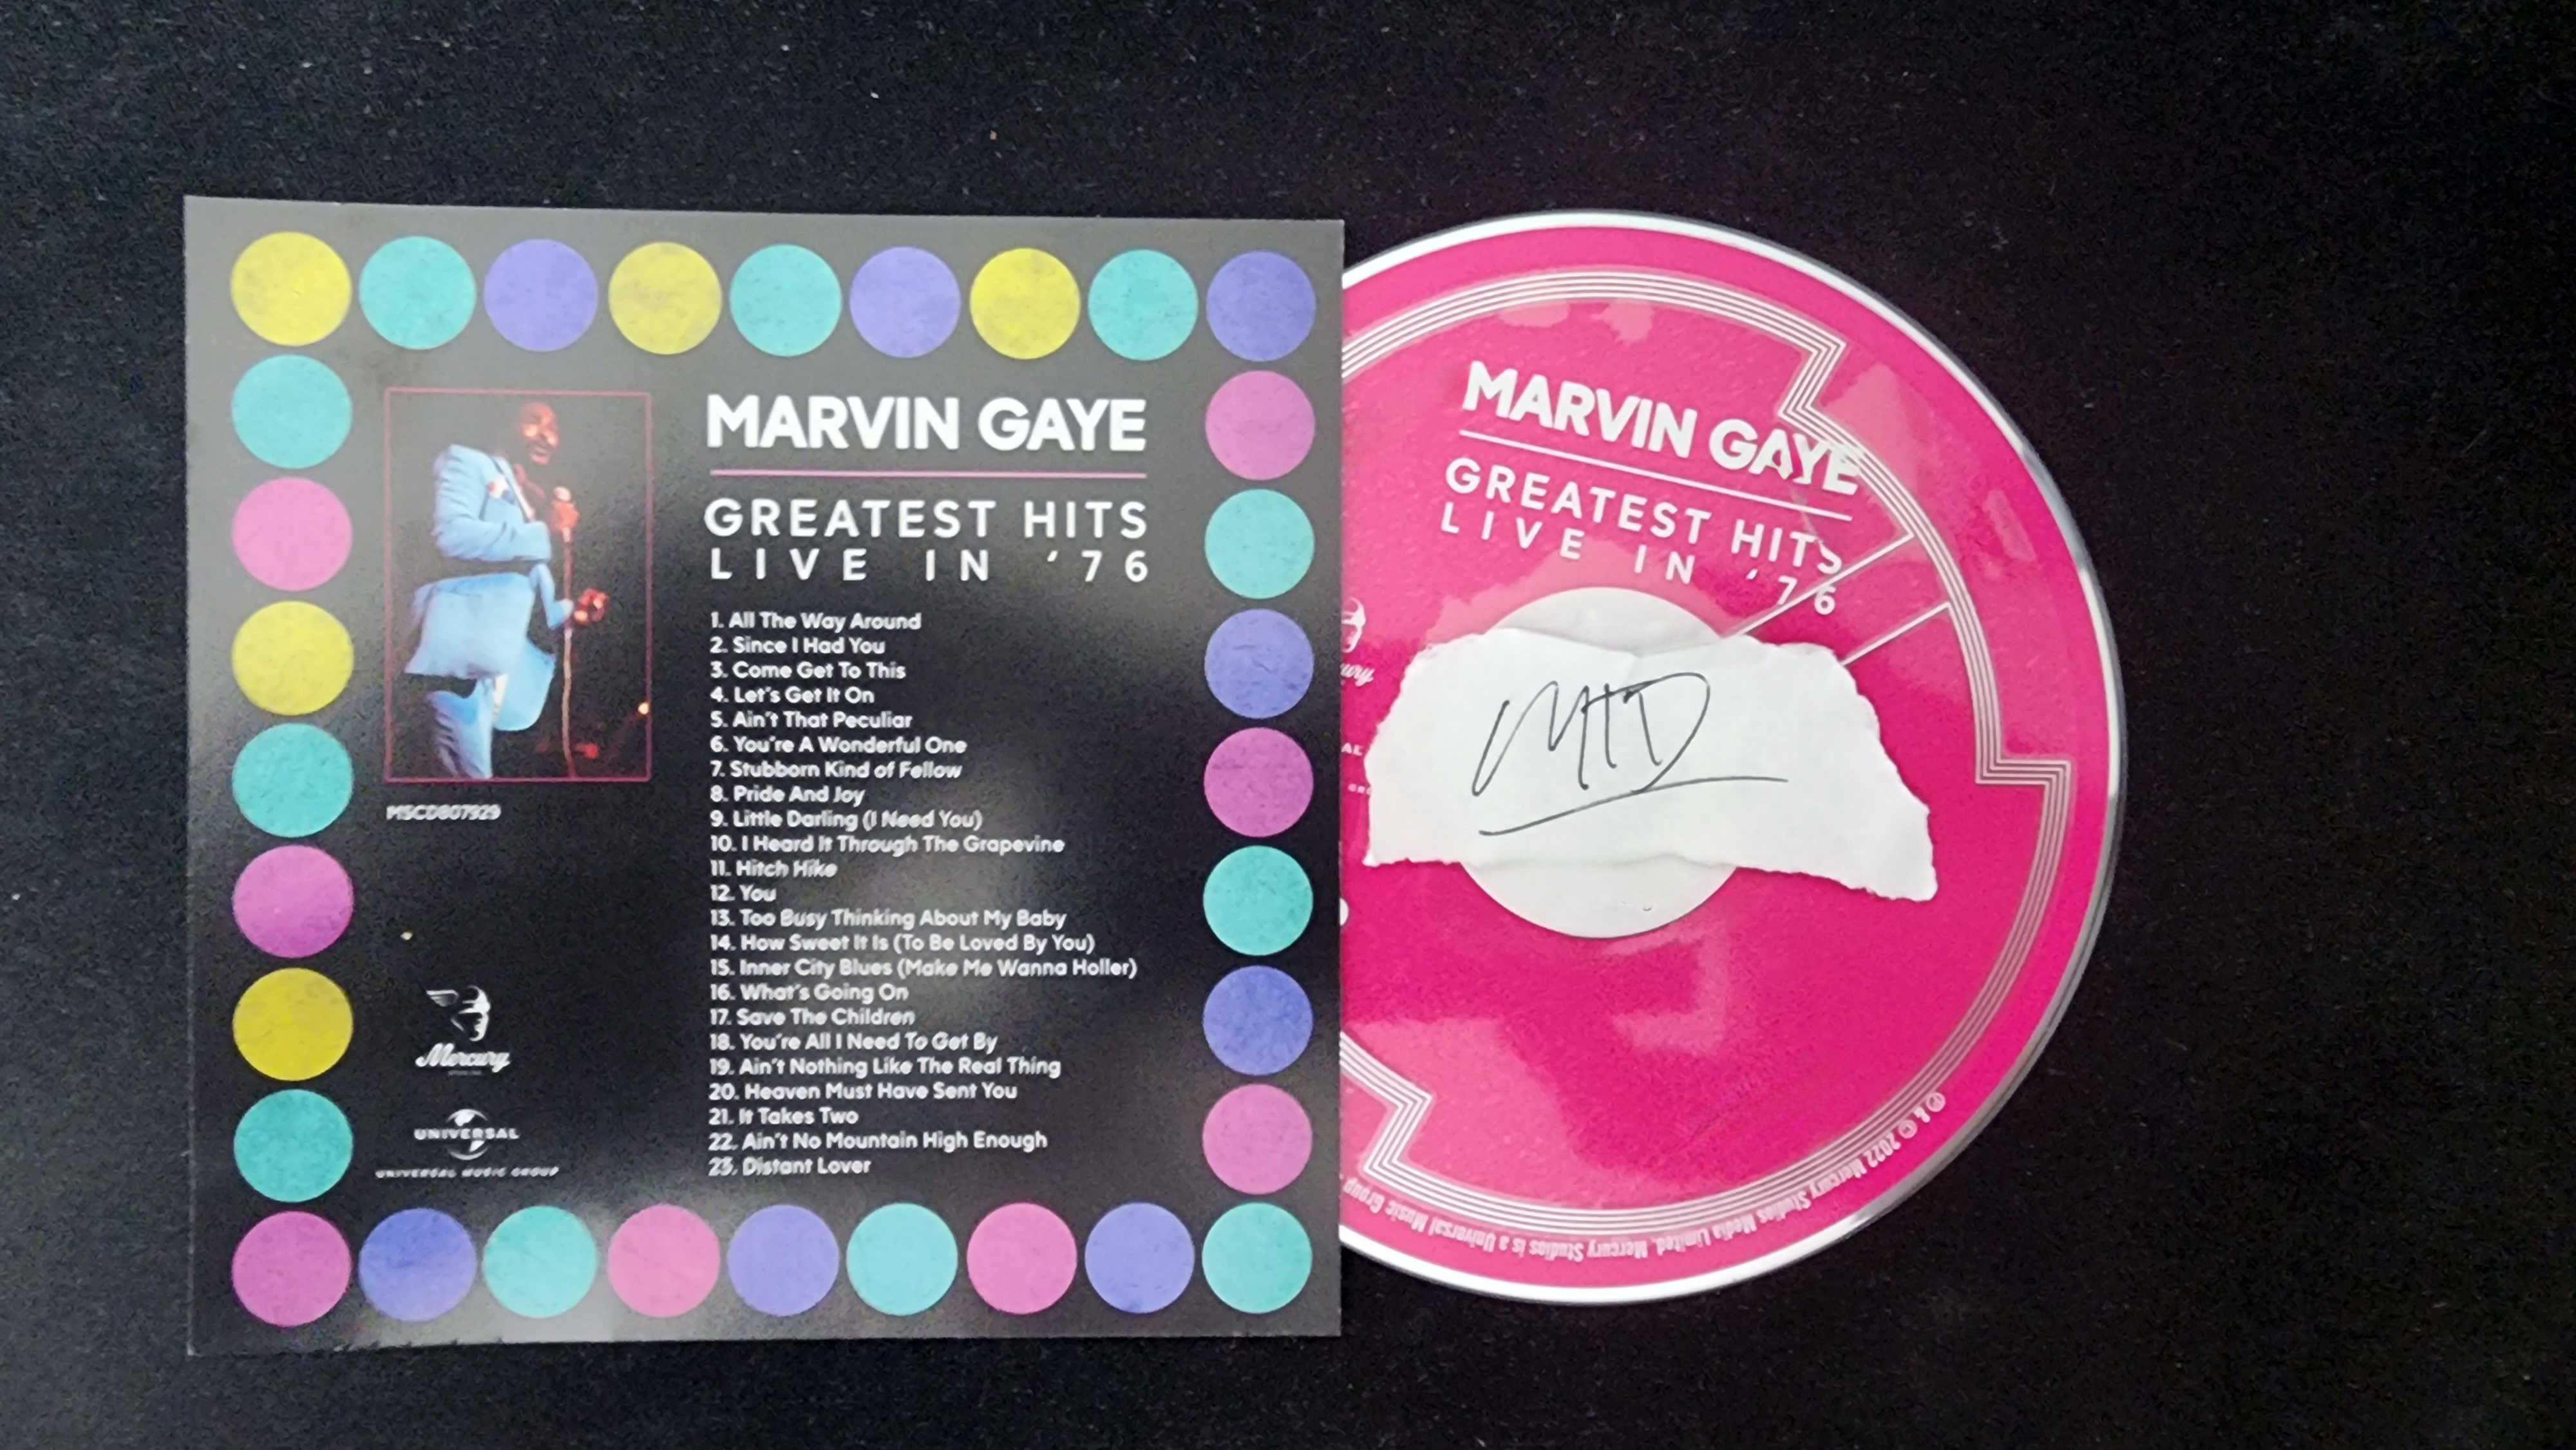 MARVIN GAYE
GREATEST HITS
LIVE IN '76
1. All The Way Around
2. Since I Had You
3. Come Get To This
4. Let's Get It On
5. Ain't That Peculiar
6. You're A Wonderful One
7. Stubborn Kind of Fellow
8. Pride And Joy
9. Little Darling (I Need You)
10. I Heard It Through The Grapevine
11. Hitch Hike
12. You
13. Too Busy Thinking About My Baby
14. How Sweet It Is (To Be Loved By You)
15. Inner City Blues (Make Me Wanna Holler)
16. What's Going On
17. Save The Children
18. You're All I Need To Get By
19. Ain't Nothing Like The Real Thing
20. Heaven Must Have Sent You
21. It Takes Two
22. Ain't No Mountain High Enough
23. Distant Lover
MSCD807929
Mercury
UNIVERSAL
UNIVERSAL MUSIC GROUP
MARVIN GAYE
GREATEST HITS
LIVE IN '76
MTD
℗ & © 2022 Mercury Studios Media Limited. Mercury Studios is a Universal Music Group